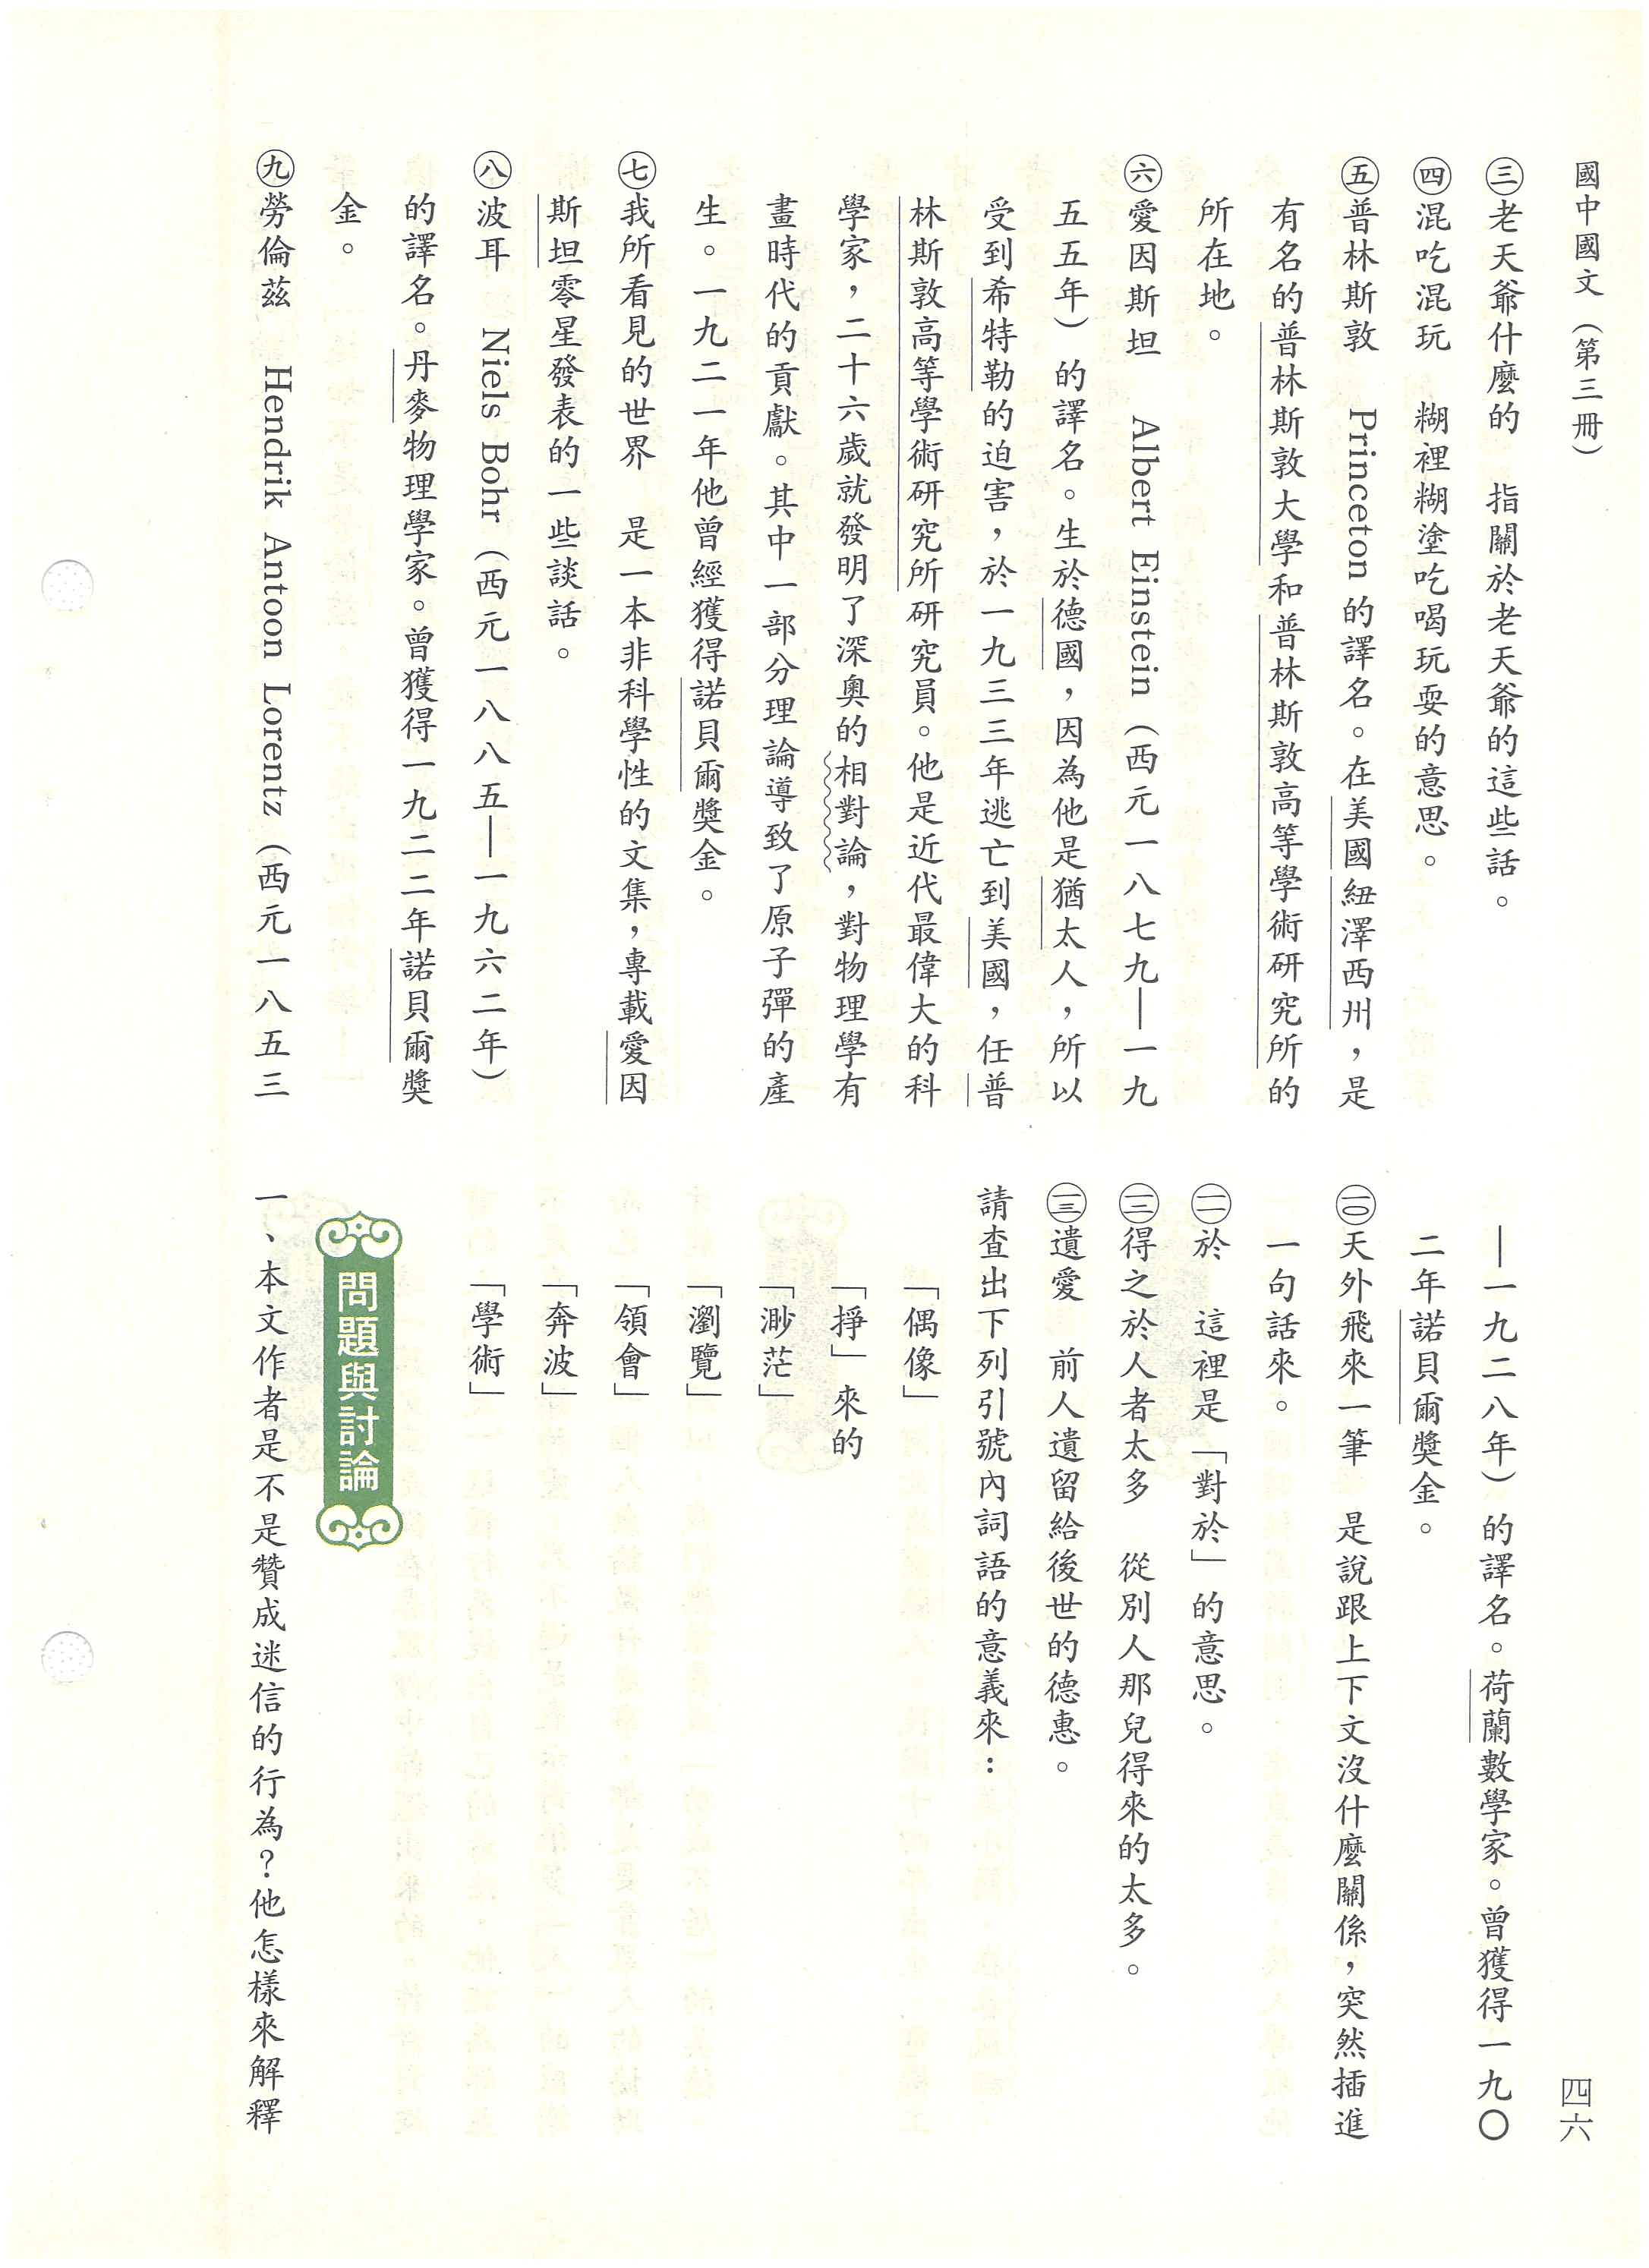 國中國文（第三冊）
四六
㊂老天爺什麼的　指關於老天爺的這些話。
㊃混吃混玩　糊裡糊塗吃喝玩耍的意思。
㊄普林斯敦　Princeton 的譯名。在美國紐澤西州，是
有名的普林斯敦大學和普林斯敦高等學術研究所的
所在地。
㊅愛因斯坦　Albert Einstein（西元一八七九—一九
五五年）的譯名。生於德國，因為他是猶太人，所以
受到希特勒的迫害，於一九三三年逃亡到美國，任普
林斯敦高等學術研究所研究員。他是近代最偉大的科
學家，二十六歲就發明了深奧的相對論，對物理學有
畫時代的貢獻。其中一部分理論導致了原子彈的產
生。一九二一年他曾經獲得諾貝爾獎金。
㊆我所看見的世界　是一本非科學性的文集，專載愛因
斯坦零星發表的一些談話。
㊇波耳　Niels Bohr（西元一八八五—一九六二年）
的譯名。丹麥物理學家。曾獲得一九二二年諾貝爾獎
金。
㊈勞倫茲　Hendrik Antoon Lorentz（西元一八五三
—一九二八年）的譯名。荷蘭數學家。曾獲得一九〇
二年諾貝爾獎金。
㊀〇天外飛來一筆　是說跟上下文沒什麼關係，突然插進
一句話來。
㊀一於　這裡是「對於」的意思。
㊀二得之於人者太多　從別人那兒得來的太多。
㊀三遺愛　前人遺留給後世的德惠。
請查出下列引號內詞語的意義來：
「偶像」
「掙」來的
「渺茫」
「瀏覽」
「領會」
「奔波」
「學術」
問題與討論
一、本文作者是不是贊成迷信的行為？他怎樣來解釋